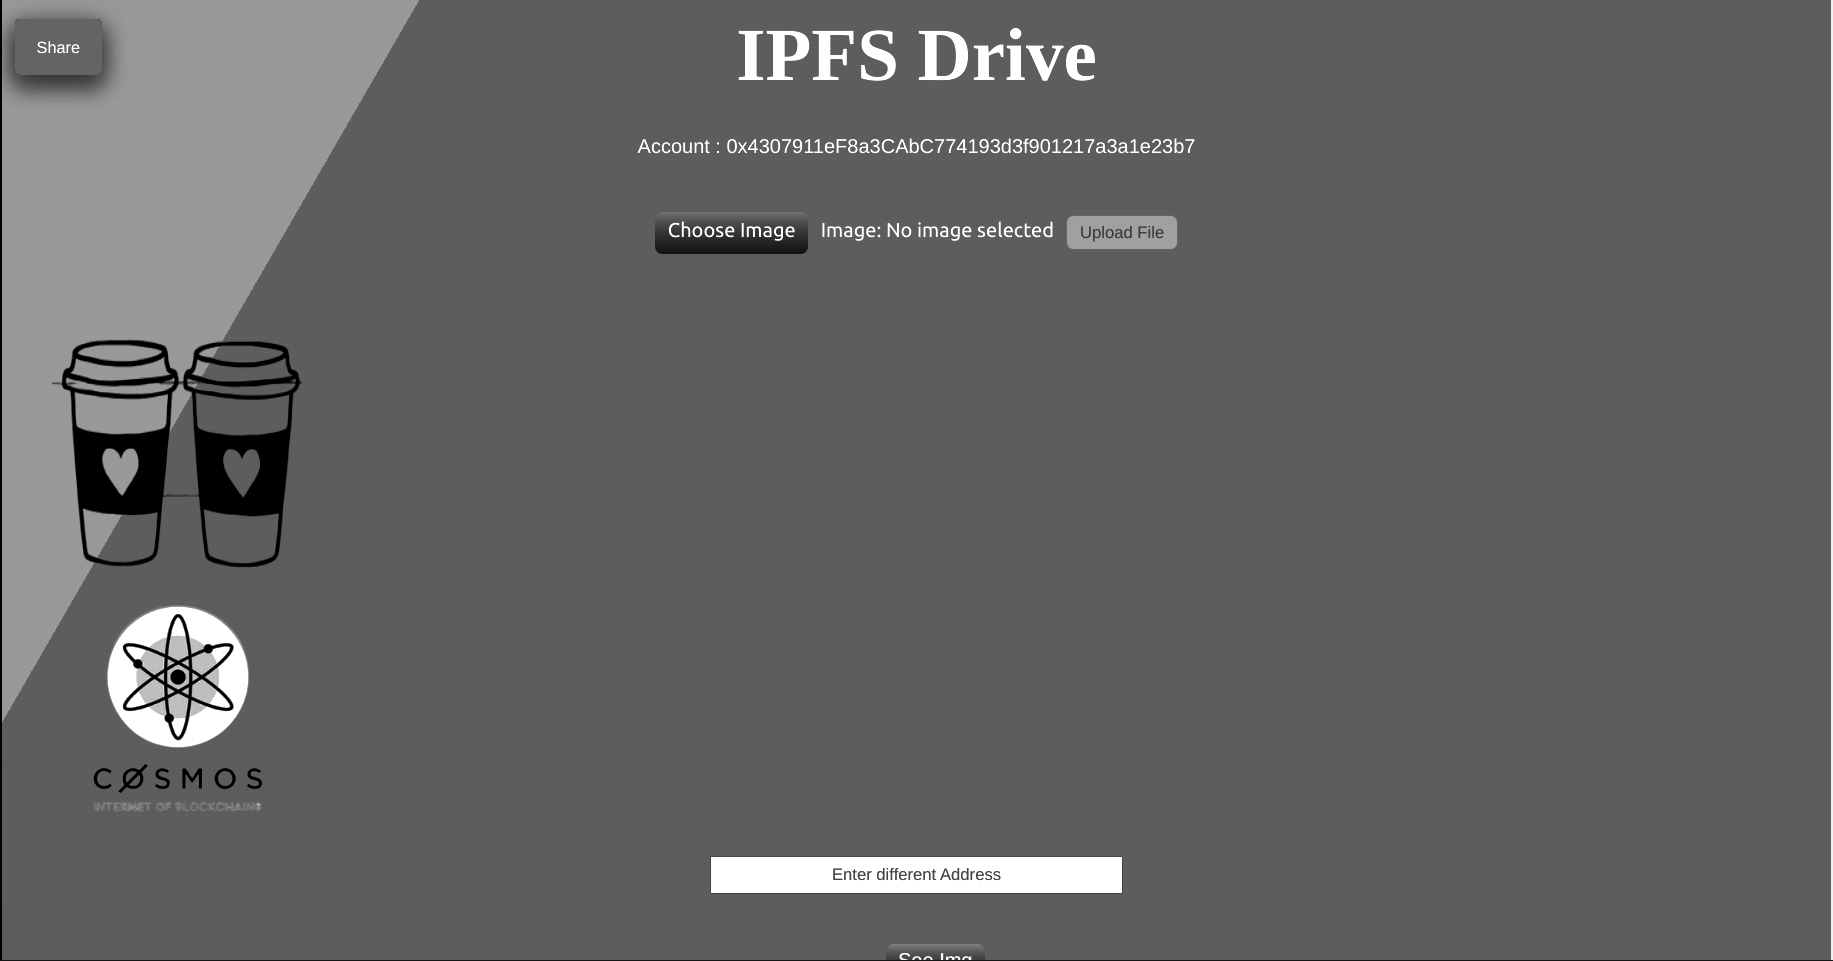 Share
IPFS Drive
Account : 0x4307911eF8a3CAbC774193d3f901217a3a1e23b7
Choose Image Image: No image selected Upload File
CØSMOS
INTERNET OF BLOCKCHAINS
Enter different Address
See Img